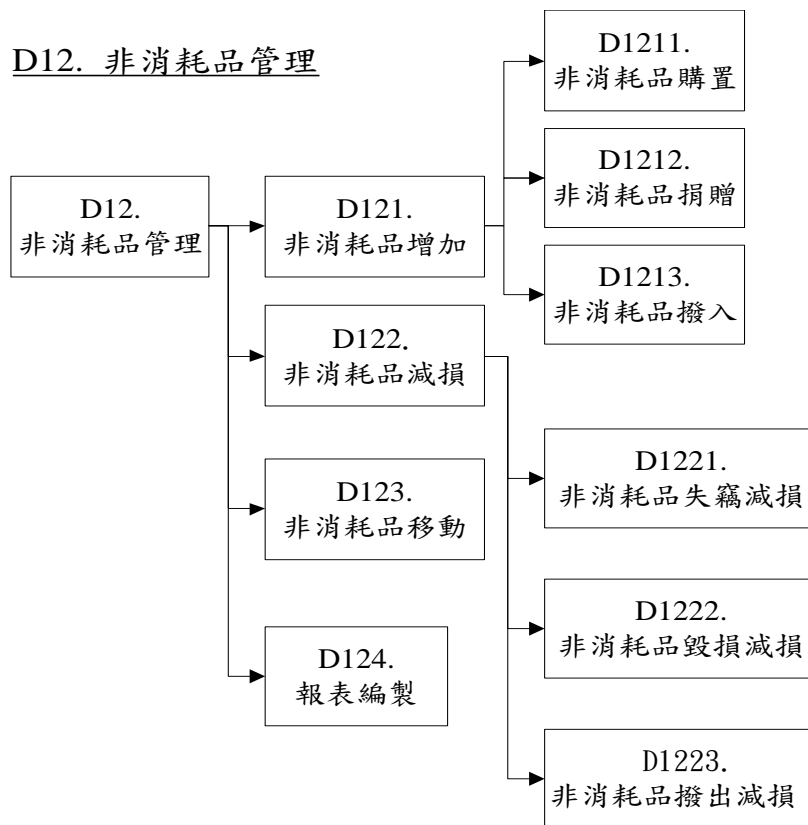 D12. 非消耗品管理
D12.
非消耗品管理
D121.
非消耗品增加
D1211.
非消耗品購置
D1212.
非消耗品捐贈
D1213.
非消耗品撥入
D122.
非消耗品減損
D1221.
非消耗品失竊減損
D1222.
非消耗品毀損減損
D1223.
非消耗品撥出減損
D123.
非消耗品移動
D124.
報表編製